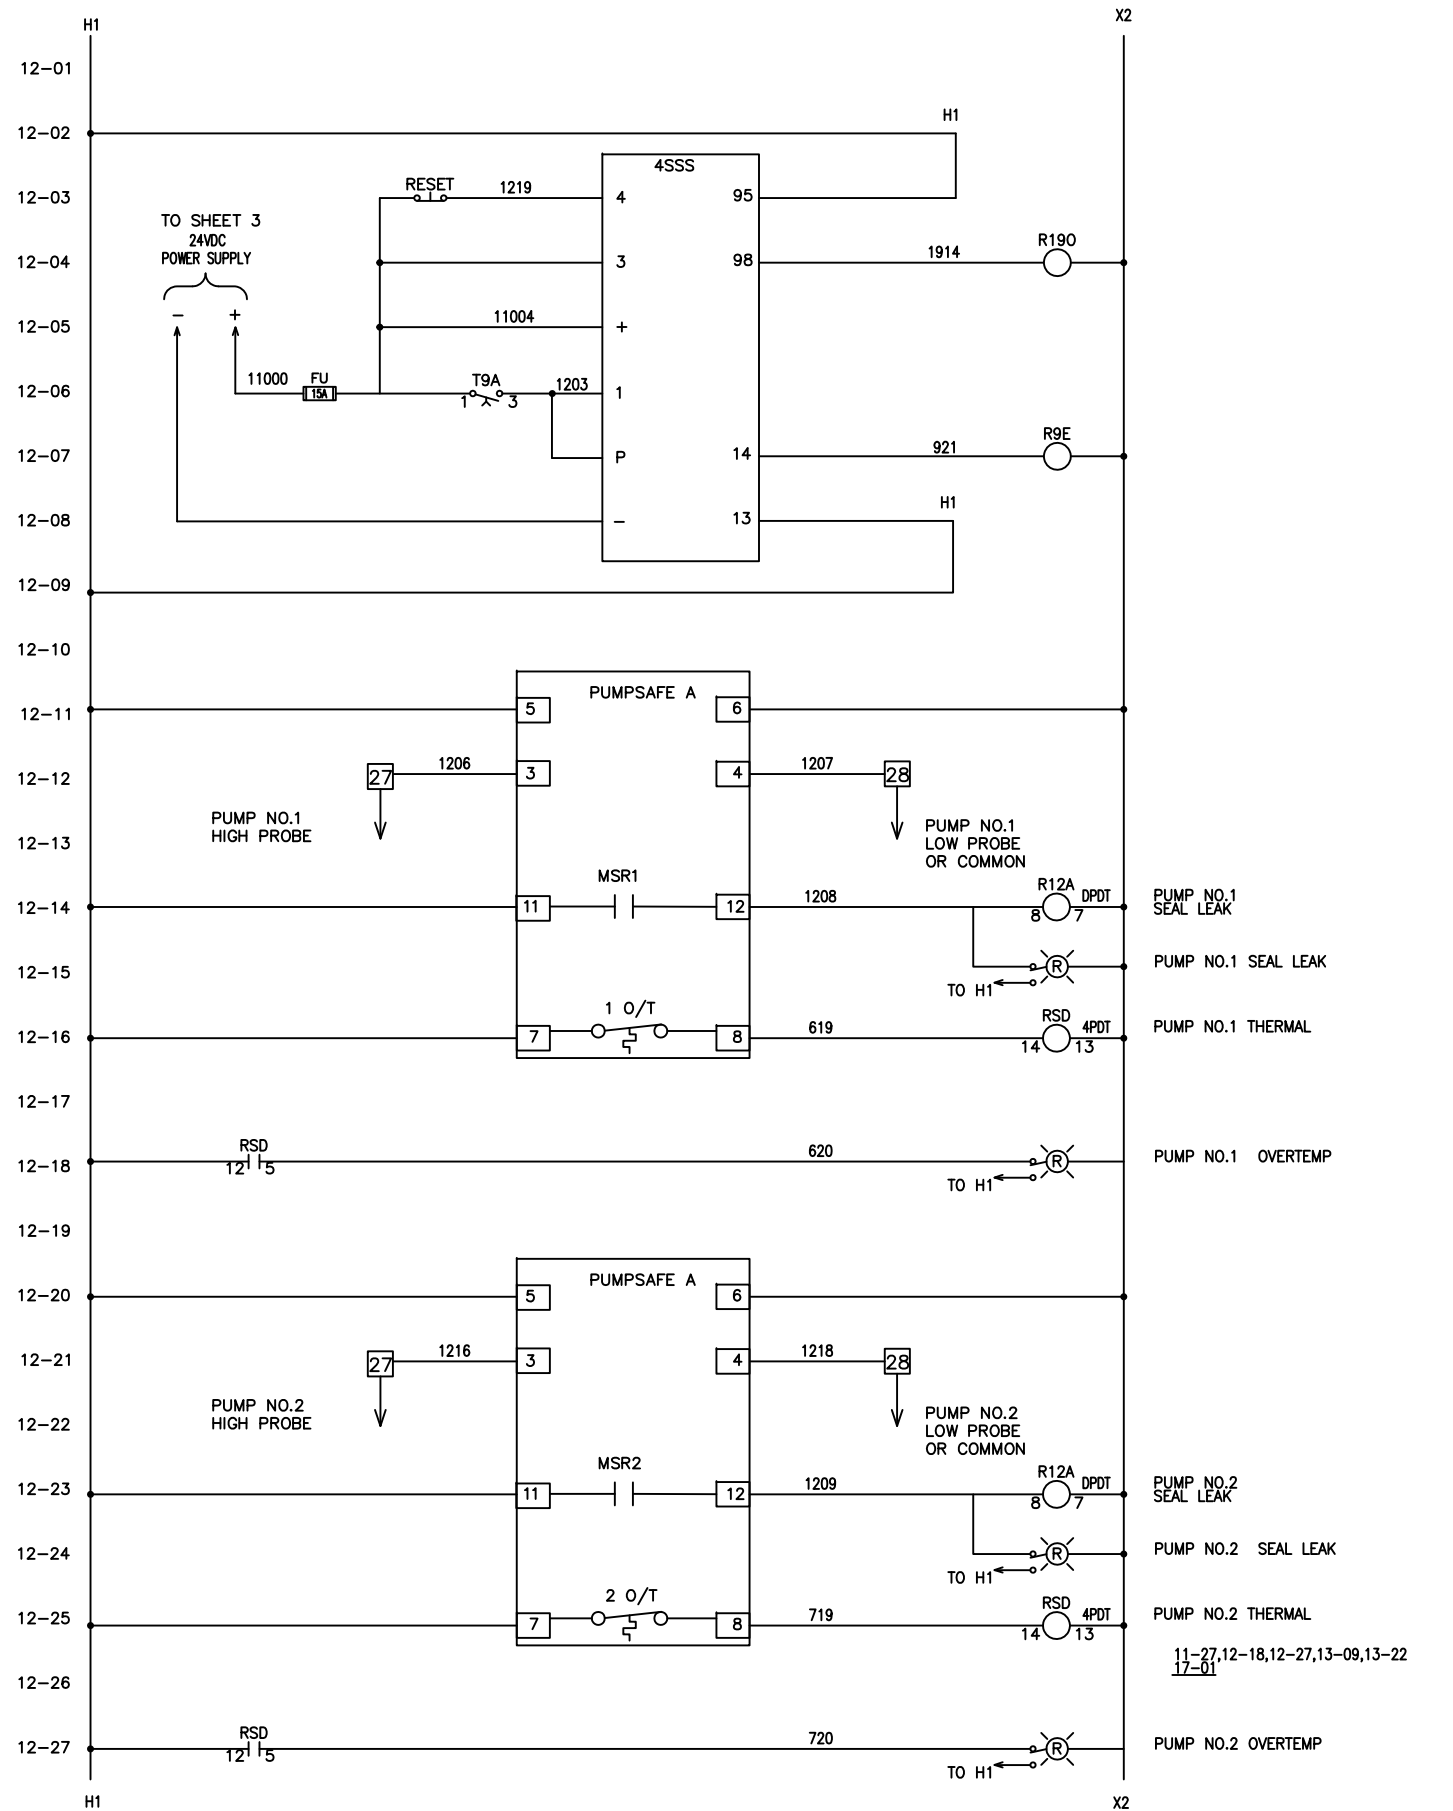 H1
X2
12-01
12-02
H1
4SSS
12-03
RESET
1219
4
95
TO SHEET 3
24VDC
POWER SUPPLY
12-04
3
98
1914
R190
12-05
-
+
11004
+
12-06
11000
FU
15A
T9A
1
3
1203
1
12-07
P
14
921
R9E
12-08
-
13
H1
12-09
12-10
PUMPSAFE A
12-11
5
6
12-12
27
1206
3
4
1207
28
12-13
PUMP NO.1
HIGH PROBE
PUMP NO.1
LOW PROBE
OR COMMON
MSR1
12-14
11
12
1208
R12A
8
7
DPDT
PUMP NO.1
SEAL LEAK
12-15
TO H1
R
PUMP NO.1 SEAL LEAK
1 O/T
12-16
7
8
619
RSD
14
13
4PDT
PUMP NO.1 THERMAL
12-17
12-18
RSD
12
5
620
TO H1
R
PUMP NO.1 OVERTEMP
12-19
PUMPSAFE A
12-20
5
6
12-21
27
1216
3
4
1218
28
12-22
PUMP NO.2
HIGH PROBE
PUMP NO.2
LOW PROBE
OR COMMON
MSR2
12-23
11
12
1209
R12A
8
7
DPDT
PUMP NO.2
SEAL LEAK
12-24
TO H1
R
PUMP NO.2 SEAL LEAK
2 O/T
12-25
7
8
719
RSD
14
13
4PDT
PUMP NO.2 THERMAL
11-27,12-18,12-27,13-09,13-22
17-01
12-26
12-27
RSD
12
5
720
TO H1
R
PUMP NO.2 OVERTEMP
H1
X2